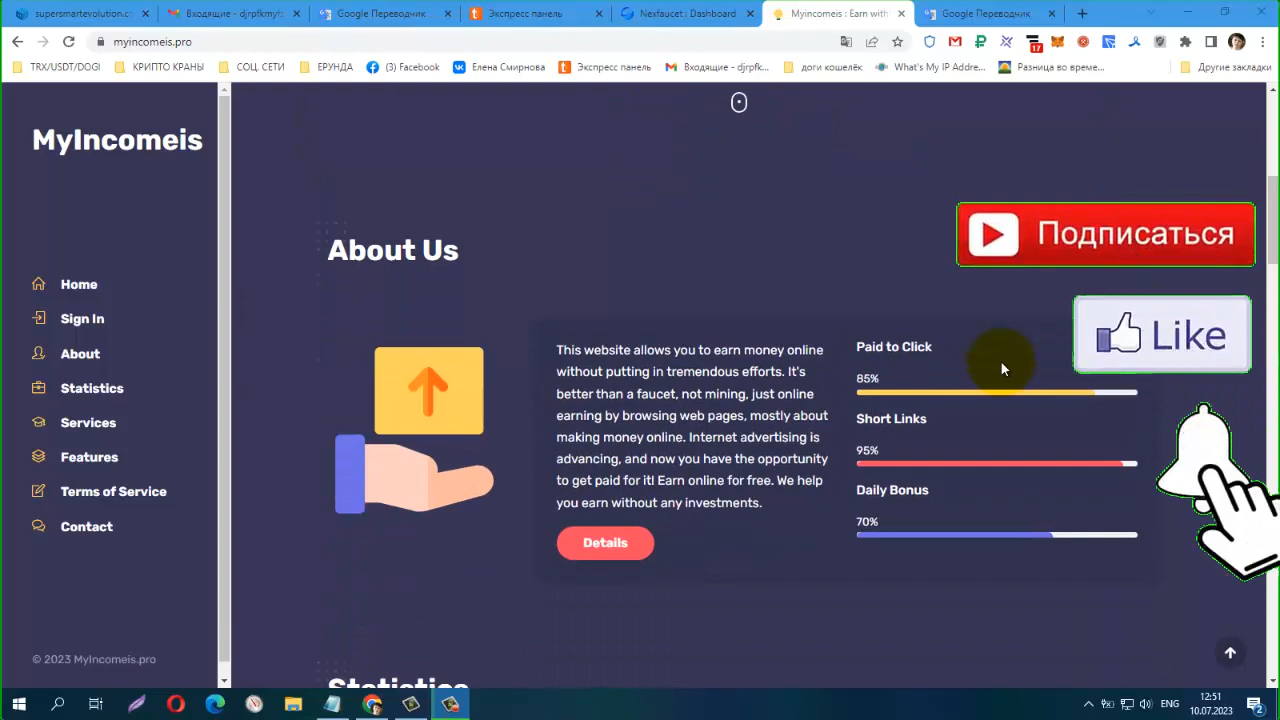 supersmartevolution.co
Входящие - djrpfkmyf
Google Переводчик
Экспресс панель
Nexfaucet : Dashboard
Myincomeis : Earn with
Google Переводчик
myincomeis.pro
17
TRX/USDT/DOGI
КРИПТО КРАНЫ
СОЦ. СЕТИ
ЕРУНДА
(3) Facebook
Елена Смирнова
Экспресс панель
Входящие - djrpfk...
доги кошелёк
What's My IP Addre...
Разница во време...
Другие закладки
MyIncomeis
Home
Sign In
About
Statistics
Services
Features
Terms of Service
Contact
© 2023 MyIncomeis.pro
About Us
This website allows you to earn money online
without putting in tremendous efforts. It's
better than a faucet, not mining, just online
earning by browsing web pages, mostly about
making money online. Internet advertising is
advancing, and now you have the opportunity
to get paid for it! Earn online for free. We help
you earn without any investments.
Details
Paid to Click
85%
Short Links
95%
Daily Bonus
70%
Подписаться
Like
Statistics
ENG
12:51
10.07.2023
2